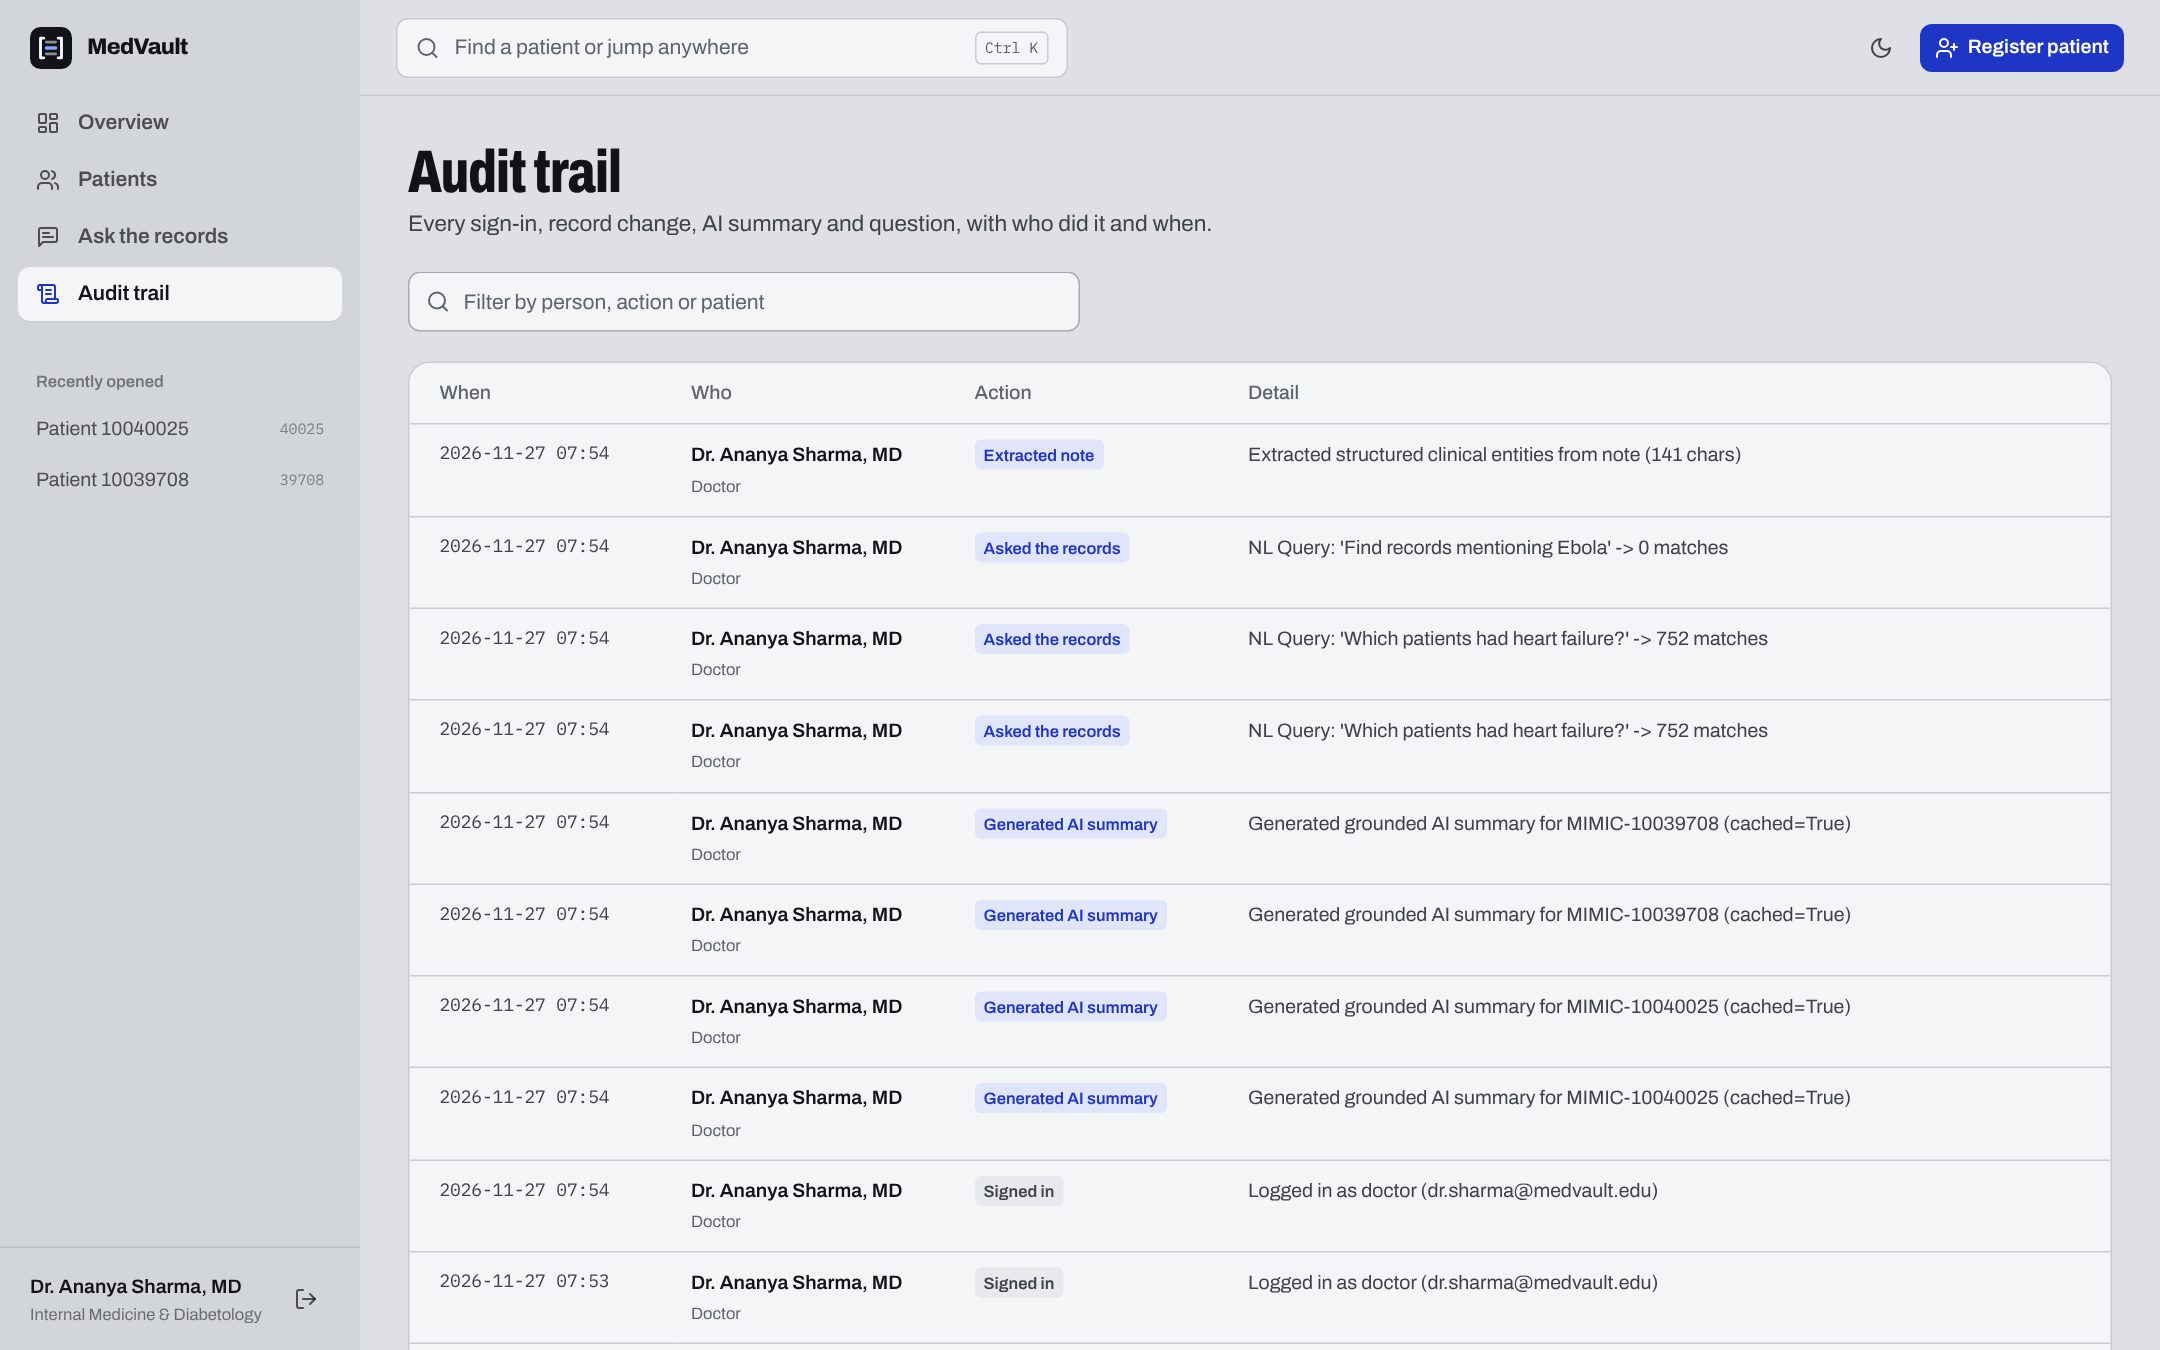 MedVault
Find a patient or jump anywhere
Ctrl K
Register patient
Overview
Patients
Ask the records
Audit trail
Recently opened
Patient 10040025 40025
Patient 10039708 39708
Dr. Ananya Sharma, MD
Internal Medicine & Diabetology
Audit trail
Every sign-in, record change, AI summary and question, with who did it and when.
Filter by person, action or patient
When Who Action Detail
2026-11-27 07:54 Dr. Ananya Sharma, MD Extracted note Extracted structured clinical entities from note (141 chars)
Doctor
2026-11-27 07:54 Dr. Ananya Sharma, MD Asked the records NL Query: 'Find records mentioning Ebola' -> 0 matches
Doctor
2026-11-27 07:54 Dr. Ananya Sharma, MD Asked the records NL Query: 'Which patients had heart failure?' -> 752 matches
Doctor
2026-11-27 07:54 Dr. Ananya Sharma, MD Asked the records NL Query: 'Which patients had heart failure?' -> 752 matches
Doctor
2026-11-27 07:54 Dr. Ananya Sharma, MD Generated AI summary Generated grounded AI summary for MIMIC-10039708 (cached=True)
Doctor
2026-11-27 07:54 Dr. Ananya Sharma, MD Generated AI summary Generated grounded AI summary for MIMIC-10039708 (cached=True)
Doctor
2026-11-27 07:54 Dr. Ananya Sharma, MD Generated AI summary Generated grounded AI summary for MIMIC-10040025 (cached=True)
Doctor
2026-11-27 07:54 Dr. Ananya Sharma, MD Generated AI summary Generated grounded AI summary for MIMIC-10040025 (cached=True)
Doctor
2026-11-27 07:54 Dr. Ananya Sharma, MD Signed in Logged in as doctor (dr.sharma@medvault.edu)
Doctor
2026-11-27 07:53 Dr. Ananya Sharma, MD Signed in Logged in as doctor (dr.sharma@medvault.edu)
Doctor